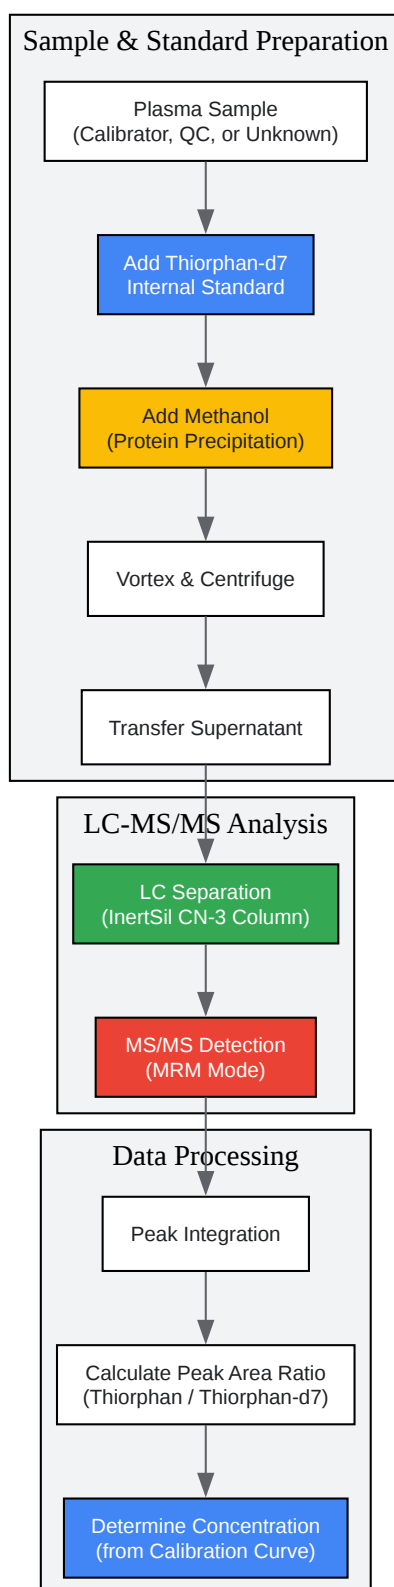 Sample & Standard Preparation
Plasma Sample
(Calibrator, QC, or Unknown)
Add Thiorphan-d7
Internal Standard
Add Methanol
(Protein Precipitation)
Vortex & Centrifuge
Transfer Supernatant
LC-MS/MS Analysis
LC Separation
(InertSil CN-3 Column)
MS/MS Detection
(MRM Mode)
Data Processing
Peak Integration
Calculate Peak Area Ratio
(Thiorphan / Thiorphan-d7)
Determine Concentration
(from Calibration Curve)